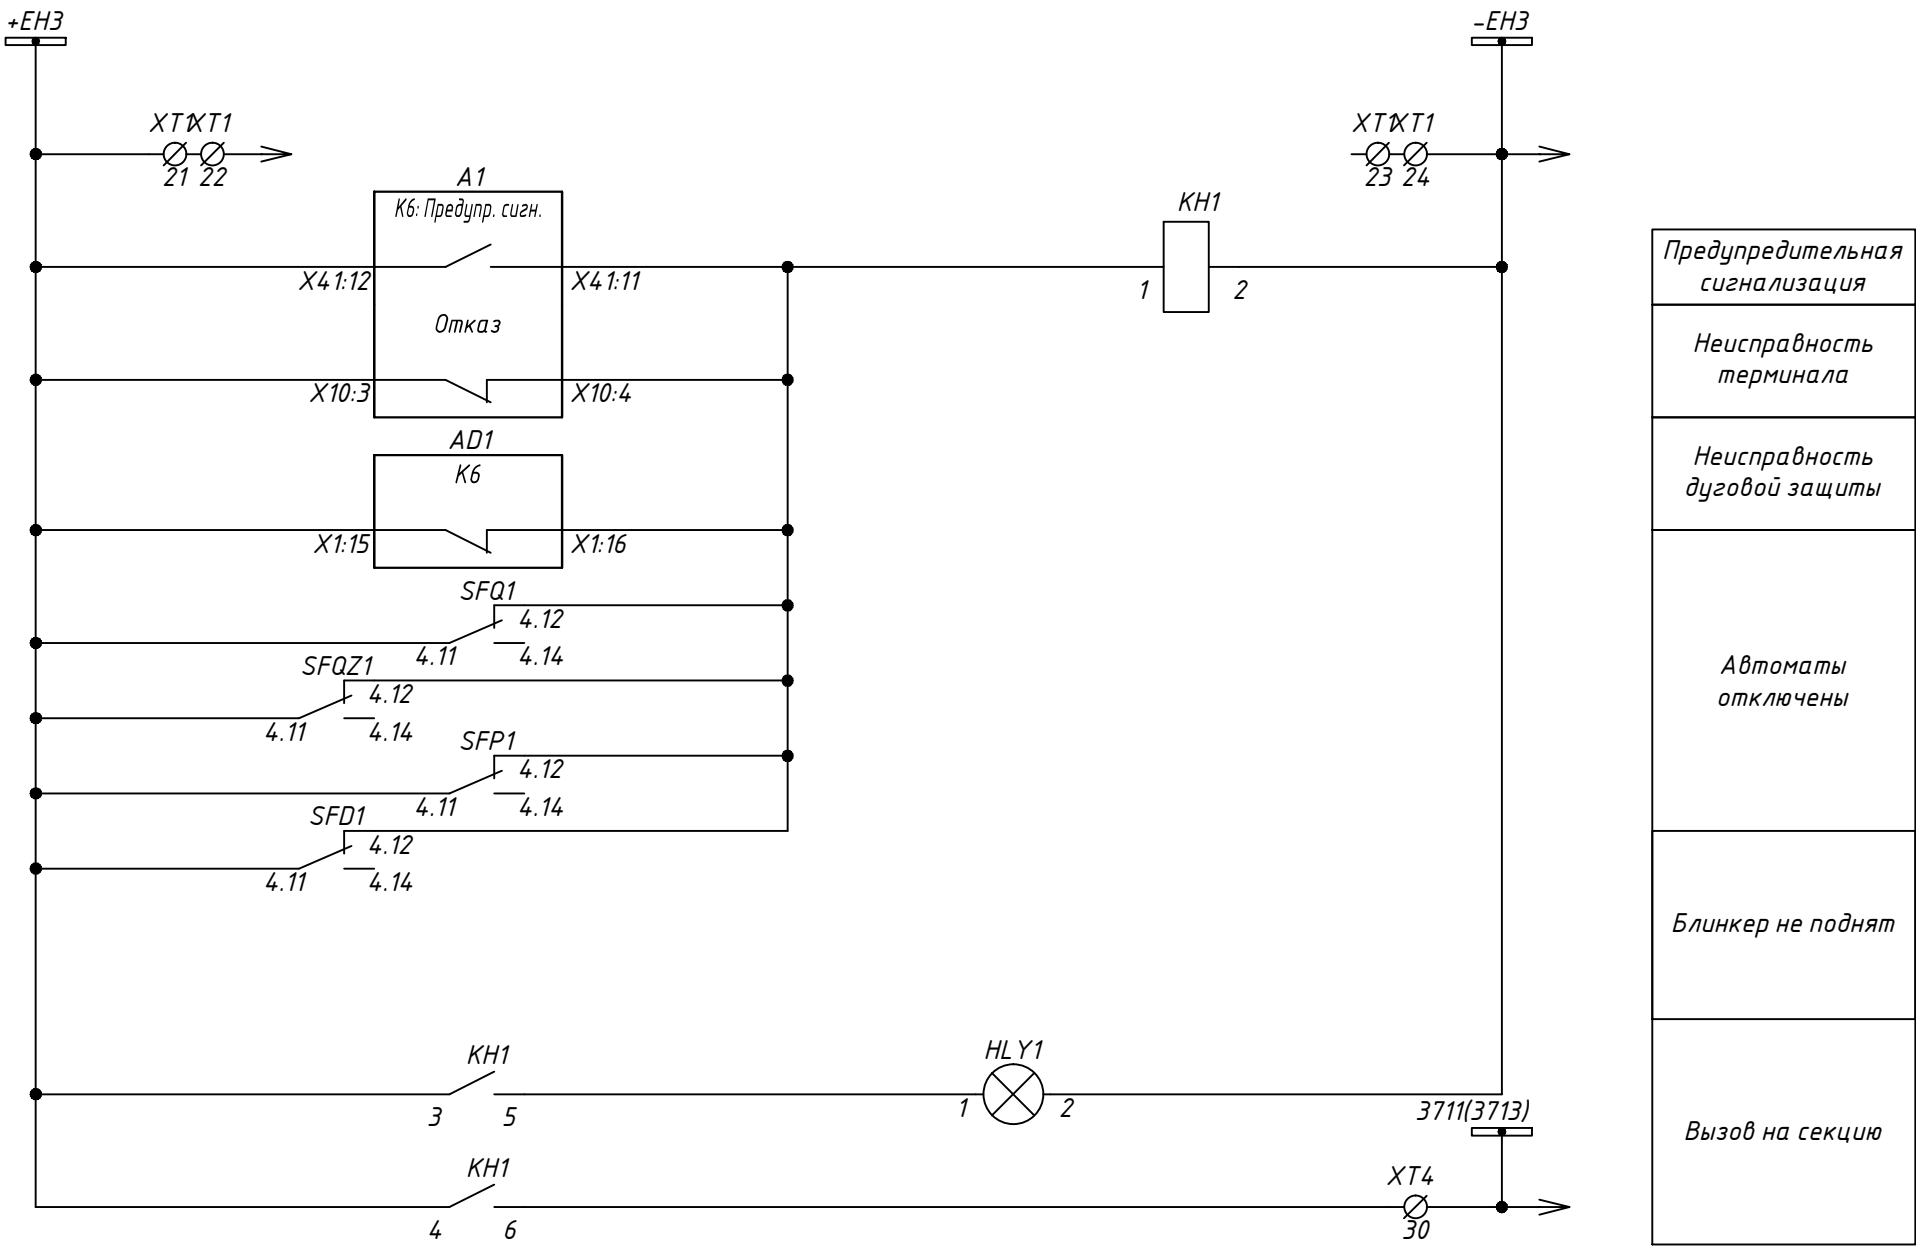 +EH3
-EH3
XT1 XT1
21 22
XT1 XT1
23 24
A1
K6: Предупр. сигн.
X41:12
X41:11
KH1
1
2
Отказ
X10:3
X10:4
AD1
K6
X1:15
X1:16
SFQ1
4.12
4.11
4.14
SFQZ1
4.12
4.11
4.14
SFP1
4.12
4.11
4.14
SFD1
4.12
4.11
4.14
KH1
3
5
HLY1
1
2
3711(3713)
KH1
4
6
XT4
30
Предупредительная
сигнализация
Неисправность
терминала
Неисправность
дуговой защиты
Автоматы
отключены
Блинкер не поднят
Вызов на секцию